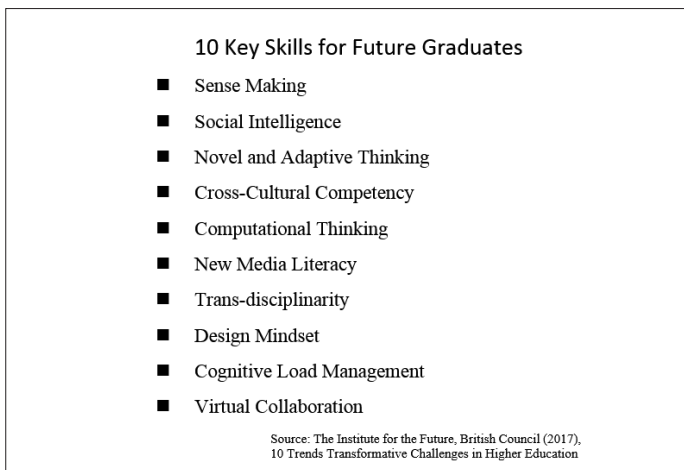 10 Key Skills for Future Graduates
Sense Making
Social Intelligence
Novel and Adaptive Thinking
Cross-Cultural Competency
Computational Thinking
New Media Literacy
Trans-disciplinarity
Design Mindset
Cognitive Load Management
Virtual Collaboration
Source: The Institute for the Future, British Council (2017),
10 Trends Transformative Challenges in Higher Education